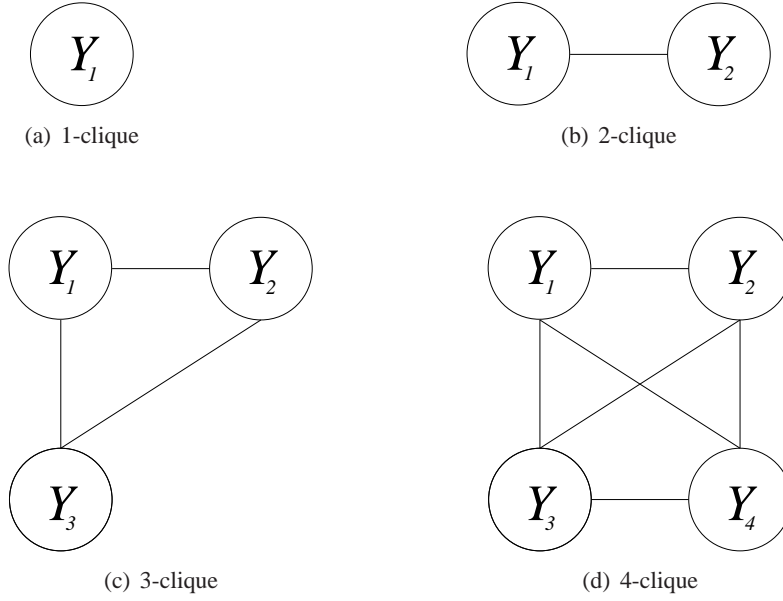 Y1
Y1 Y2
(a) 1-clique
(b) 2-clique
Y1 Y2
Y3
(c) 3-clique
Y1 Y2
Y3 Y4
(d) 4-clique